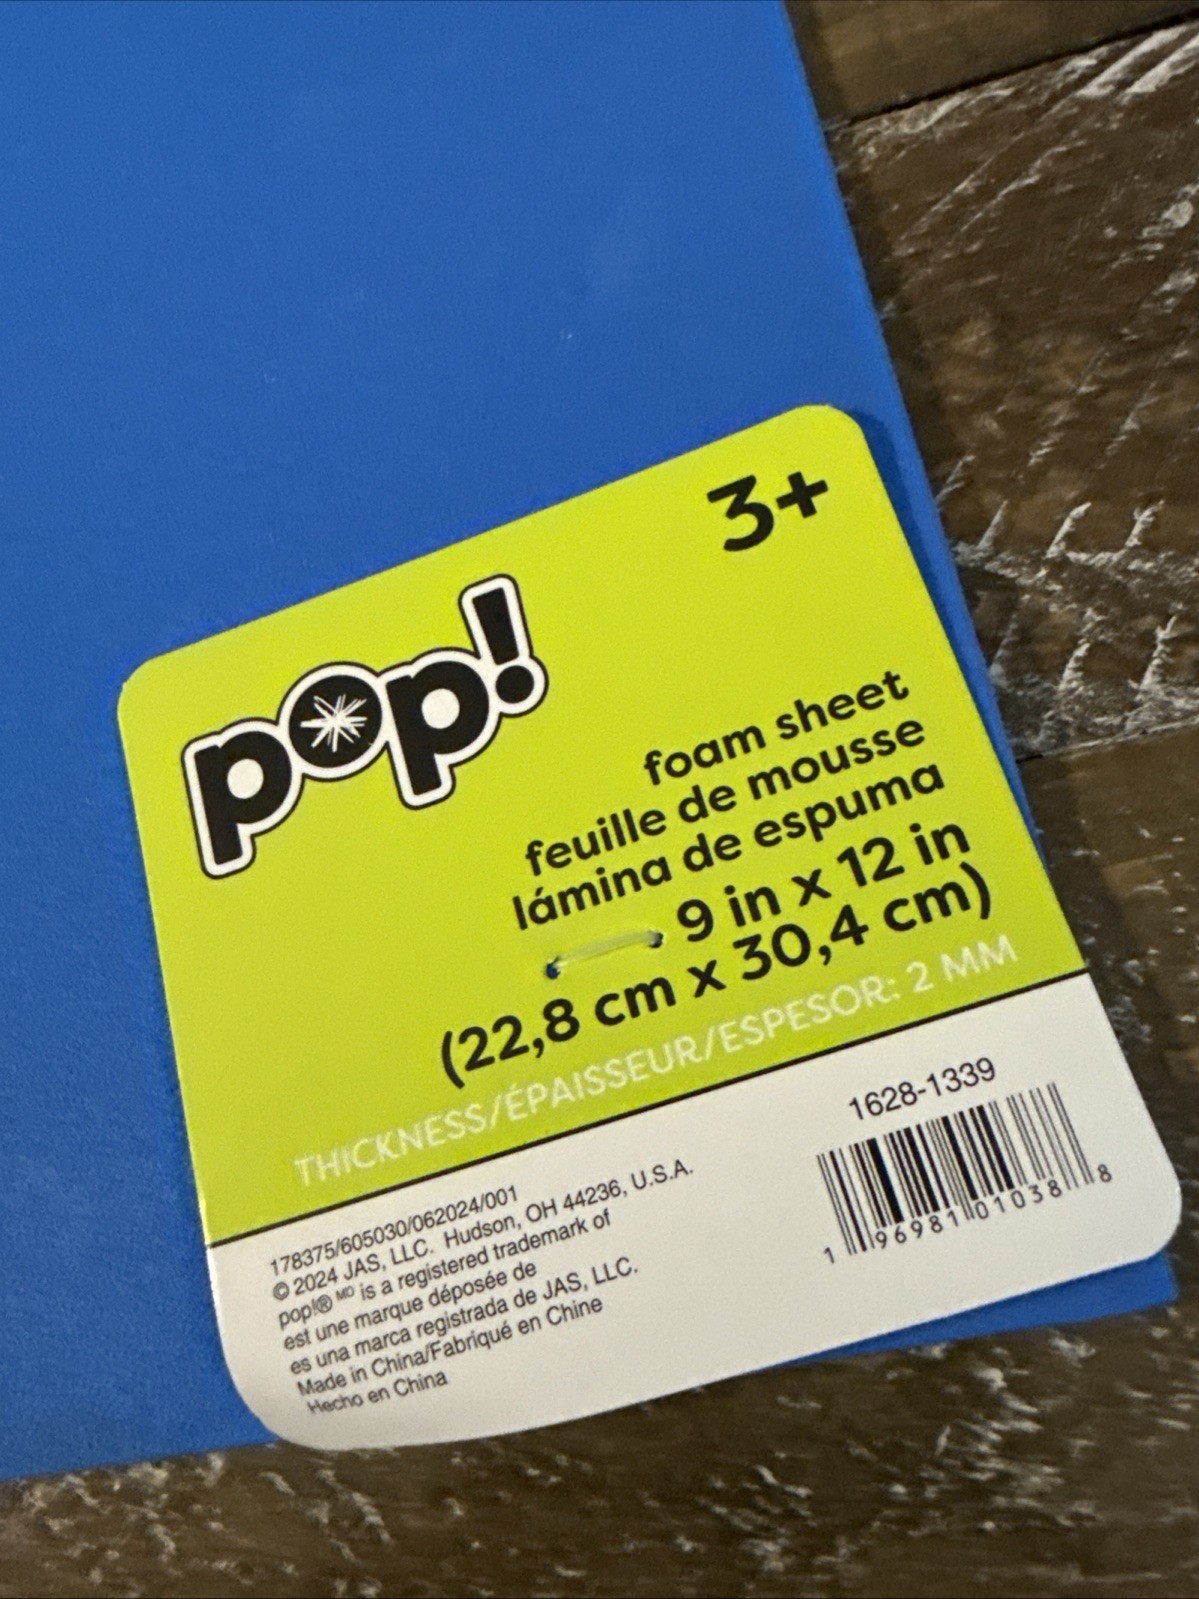 3+
pop!
foam sheet
feuille de mousse
lámina de espuma
9 in x 12 in
(22,8 cm x 30,4 cm)
THICKNESS/ÉPAISSEUR/ESPESOR: 2 MM
1628-1339
1 96981 01038 8
178375/605030/062024/001
© 2024 JAS, LLC. Hudson, OH 44236, U.S.A.
pop!® MD is a registered trademark of
est une marque déposée de
es una marca registrada de JAS, LLC.
Made in China/Fabriqué en Chine
Hecho en China